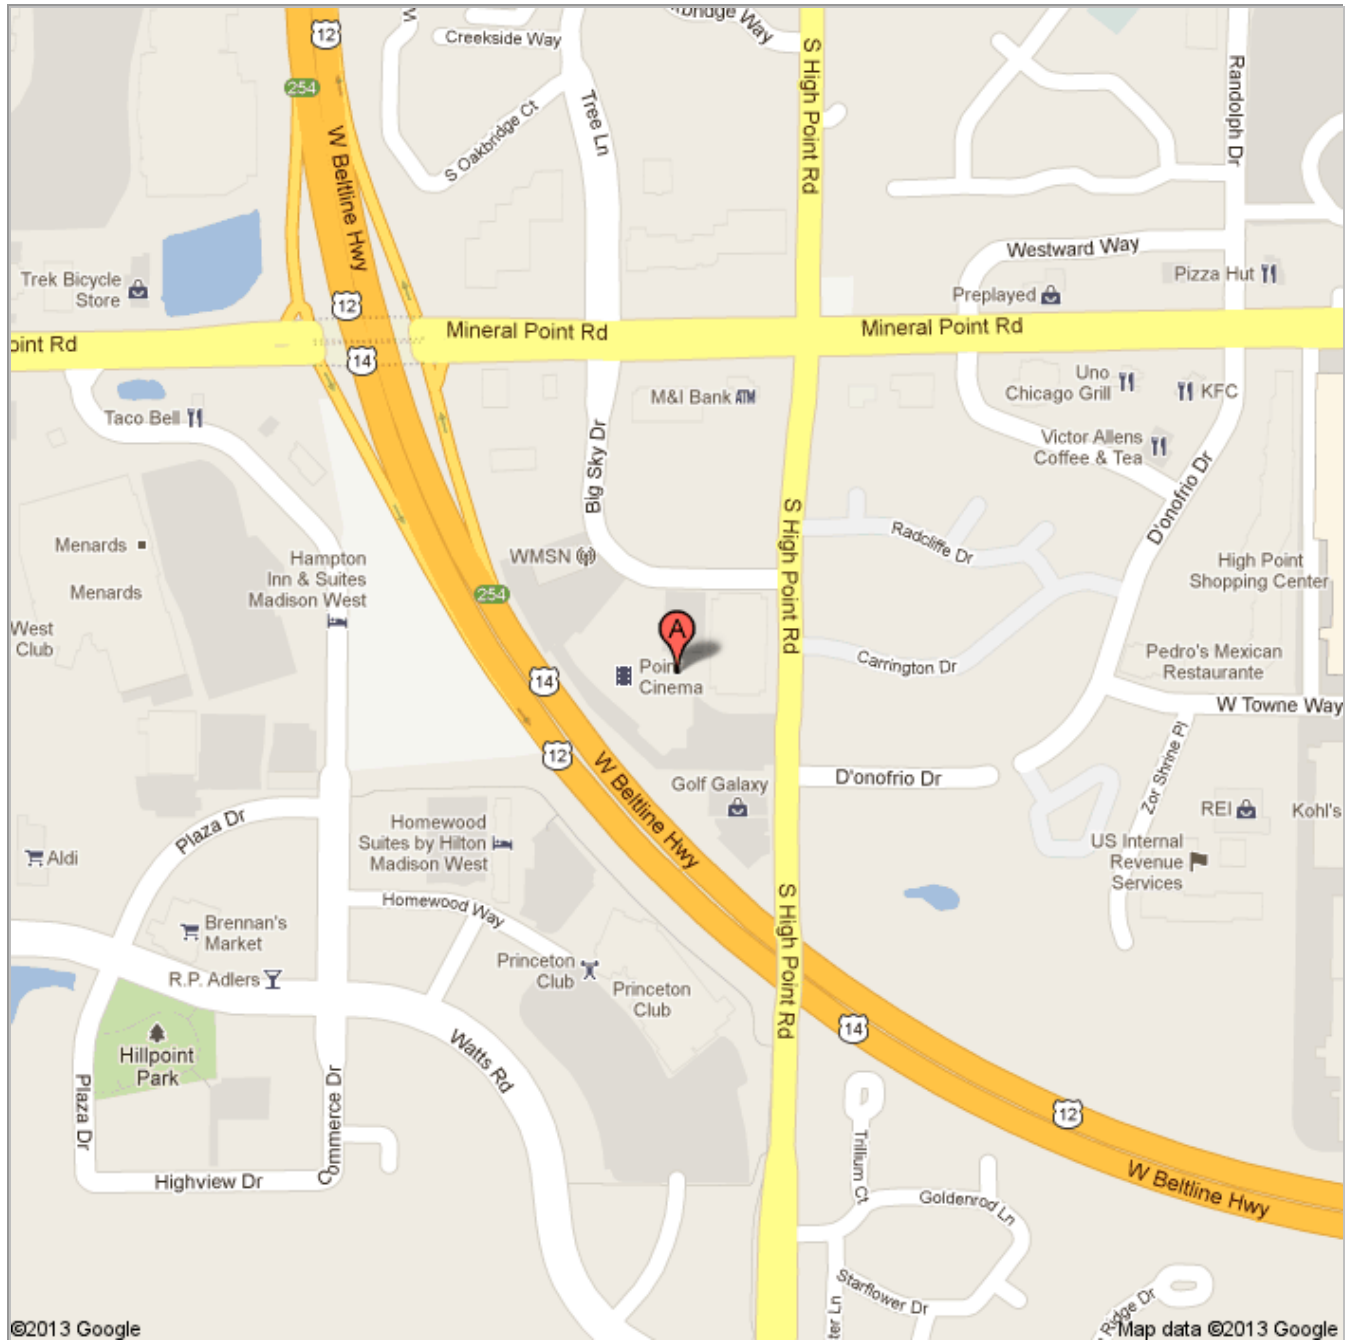 12
Creekside Way
254
W Beltline Hwy
S Oakbridge Ct
Tree Ln
S High Point Rd
Randolph Dr
Westward Way
Pizza Hut
Preplayed
Trek Bicycle
Store
12
14
Mineral Point Rd
Mineral Point Rd
oint Rd
Taco Bell
M&I Bank ATM
Big Sky Dr
Uno
Chicago Grill
KFC
Victor Allens
Coffee & Tea
D'onofrio Dr
S High Point Rd
Radcliffe Dr
Menards
Menards
Hampton
Inn & Suites
Madison West
WMSN
254
High Point
Shopping Center
West
Club
A
Point
Cinema
14
12
Carrington Dr
Pedro's Mexican
Restaurante
W Towne Way
Zor Shrine Pl
W Beltline Hwy
Golf Galaxy
D'onofrio Dr
REI
Kohl's
Plaza Dr
Aldi
Homewood
Suites by Hilton
Madison West
US Internal
Revenue
Services
Homewood Way
S High Point Rd
Brennan's
Market
R.P. Adlers
Princeton
Club
Princeton
Club
Hillpoint
Park
Watts Rd
14
12
Plaza Dr
Commerce Dr
Highview Dr
Trillium Ct
Goldenrod Ln
W Beltline Hwy
Starflower Dr
ter Ln
Ridge Dr
©2013 Google
Map data ©2013 Google